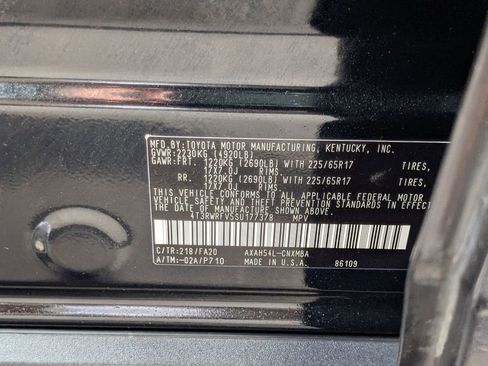 MFD.BY:TOYOTA MOTOR MANUFACTURING, KENTUCKY, INC.
GVWR:2230KG (4920LB)
GAWR:FRT. 1220KG (2690LB) WITH 225/65R17 TIRES,
17X7.0J RIMS,
RR. 1220KG (2690LB) WITH 225/65R17 TIRES,
17X7.0J RIMS,
THIS VEHICLE CONFORMS TO ALL APPLICABLE FEDERAL MOTOR
VEHICLE SAFETY STANDARDS IN EFFECT ON THE
DATE OF MANUFACTURE SHOWN ABOVE.
4T3RWRFV5SU177378 MPV
C/TR:218/FA20 AXAH54L-CNXMBA
A/TM:-02A/P710 MADE IN U.S.A. 86109